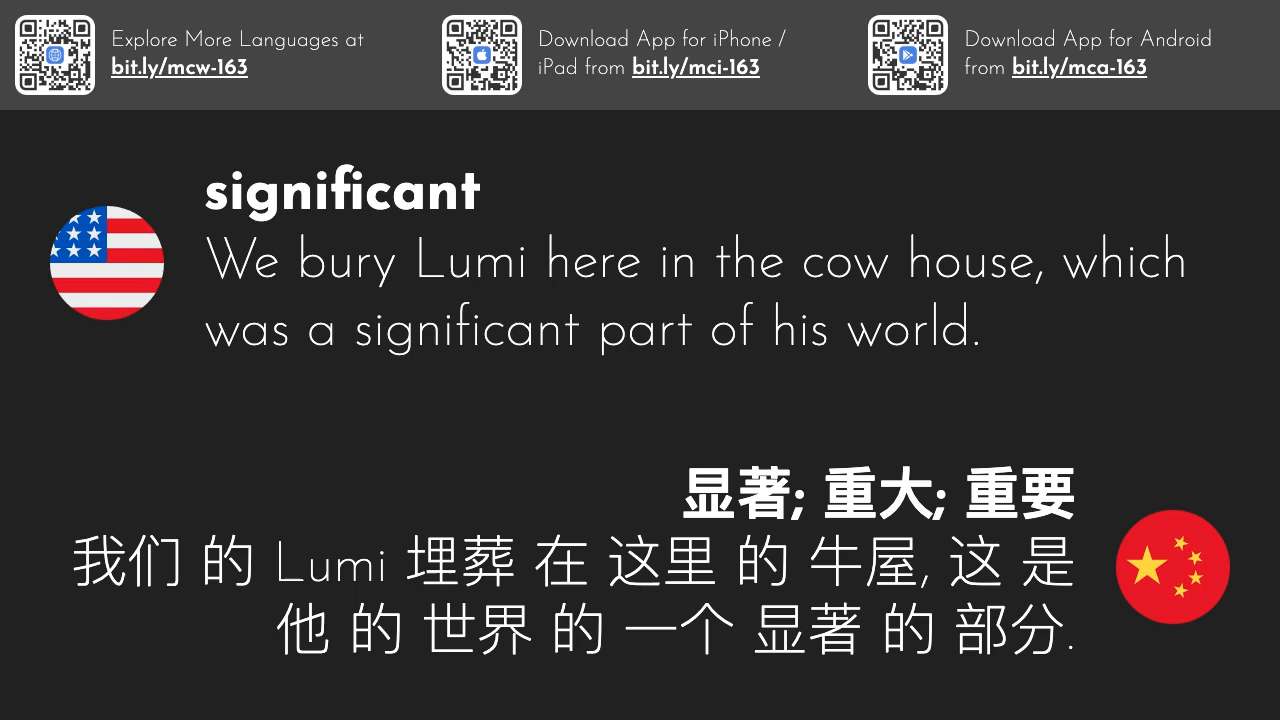 Explore More Languages at
bit.ly/mcw-163
Download App for iPhone /
iPad from bit.ly/mci-163
Download App for Android
from bit.ly/mca-163
significant
We bury Lumi here in the cow house, which
was a significant part of his world.
显著; 重大; 重要
我们 的 Lumi 埋葬 在 这里 的 牛屋, 这 是
他 的 世界 的 一个 显著 的 部分.